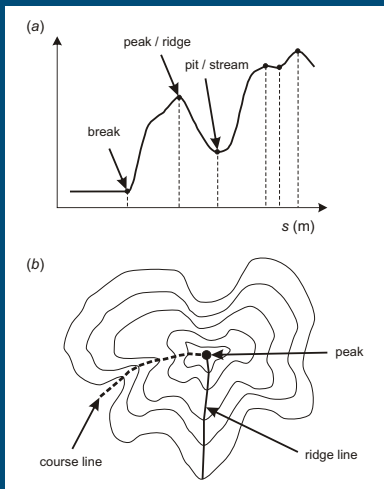 (a)
peak / ridge
pit / stream
break
s (m)
(b)
peak
ridge line
course line